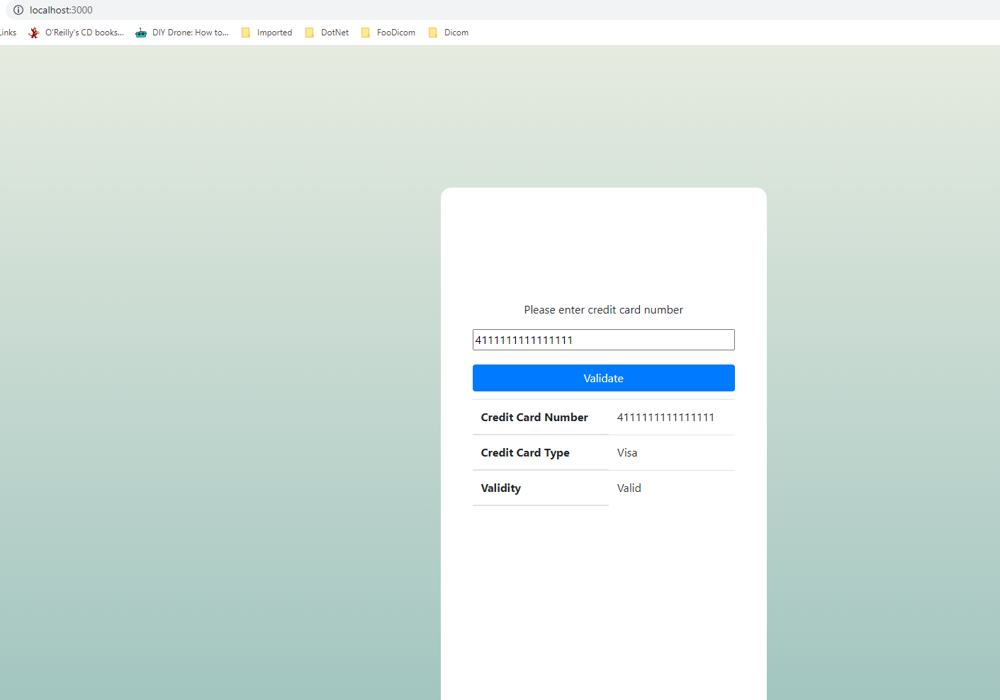 localhost:3000
Links O'Reilly's CD books... DIY Drone: How to... Imported DotNet FooDicom Dicom
Please enter credit card number
4111111111111111
Validate
Credit Card Number 4111111111111111
Credit Card Type Visa
Validity Valid